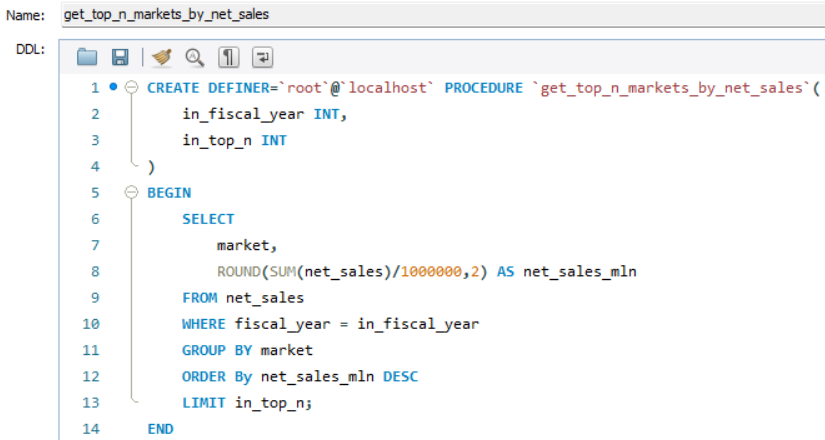 Name: get_top_n_markets_by_net_sales
DDL:
1 CREATE DEFINER=`root`@`localhost` PROCEDURE `get_top_n_markets_by_net_sales`(
2 in_fiscal_year INT,
3 in_top_n INT
4 )
5 BEGIN
6 SELECT
7 market,
8 ROUND(SUM(net_sales)/1000000,2) AS net_sales_mln
9 FROM net_sales
10 WHERE fiscal_year = in_fiscal_year
11 GROUP BY market
12 ORDER By net_sales_mln DESC
13 LIMIT in_top_n;
14 END